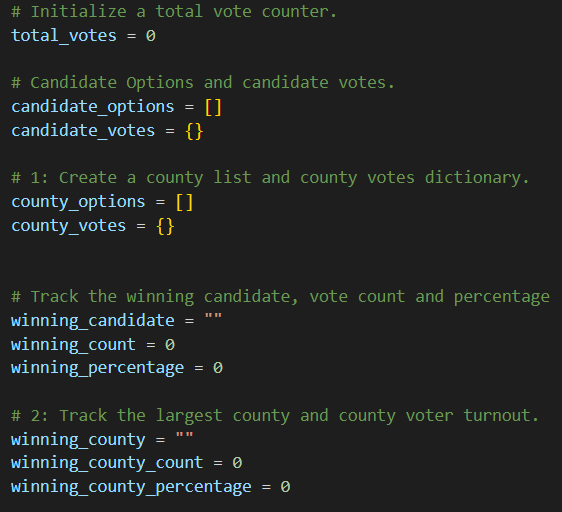 # Initialize a total vote counter.
total_votes = 0
# Candidate Options and candidate votes.
candidate_options = []
candidate_votes = {}
# 1: Create a county list and county votes dictionary.
county_options = []
county_votes = {}
# Track the winning candidate, vote count and percentage
winning_candidate = ""
winning_count = 0
winning_percentage = 0
# 2: Track the largest county and county voter turnout.
winning_county = ""
winning_county_count = 0
winning_county_percentage = 0